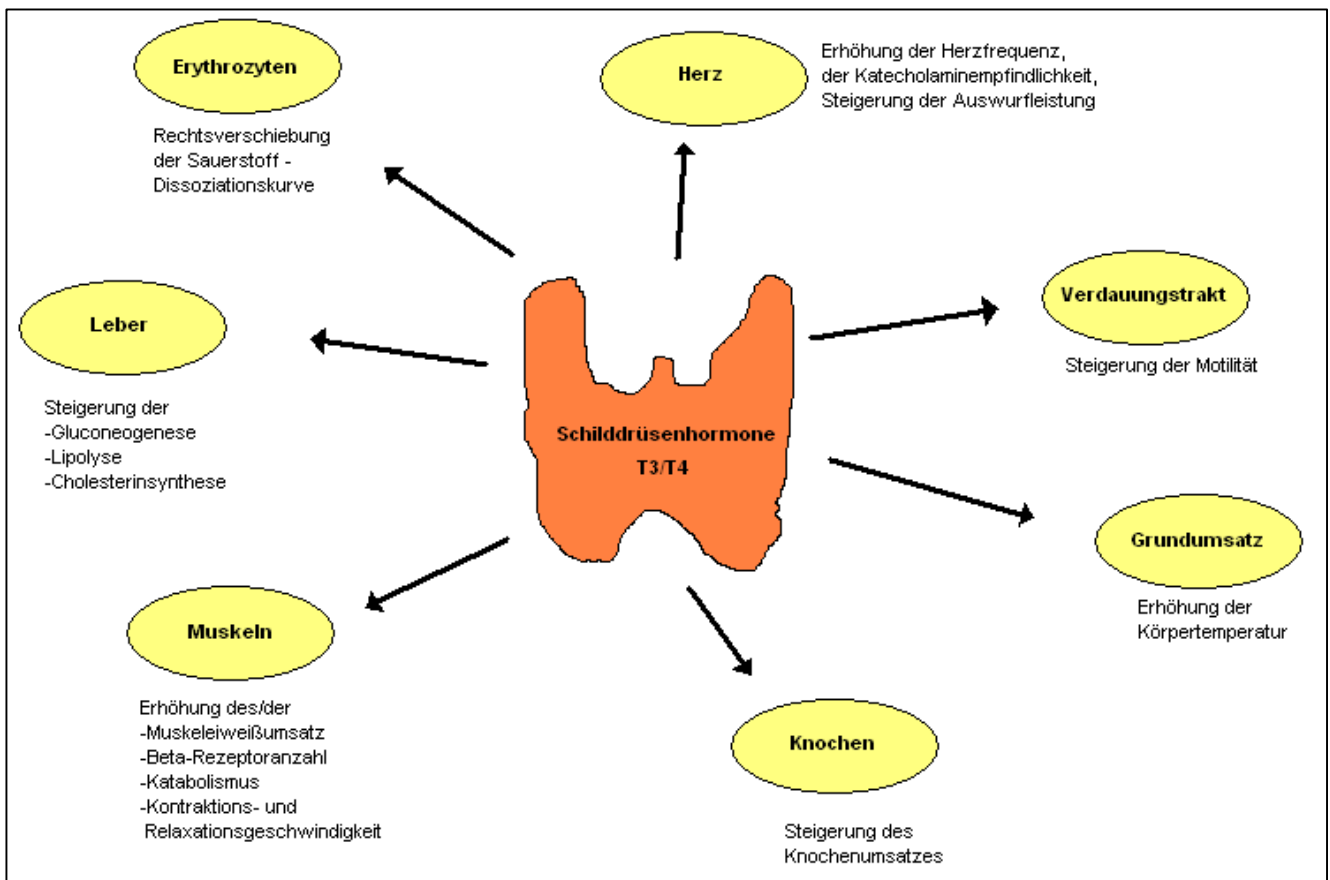 Erythrozyten
Rechtsverschiebung
der Sauerstoff -
Dissoziationskurve
Herz
Erhöhung der Herzfrequenz,
der Katecholaminempfindlichkeit,
Steigerung der Auswurfleistung
Leber
Steigerung der
-Gluconeogenese
-Lipolyse
-Cholesterinsynthese
Schilddrüsenhormone
T3/T4
Verdauungstrakt
Steigerung der Motilität
Grundumsatz
Erhöhung der
Körpertemperatur
Muskeln
Erhöhung des/der
-Muskeleiweißumsatz
-Beta-Rezeptoranzahl
-Katabolismus
-Kontraktions- und
Relaxationsgeschwindigkeit
Knochen
Steigerung des
Knochenumsatzes